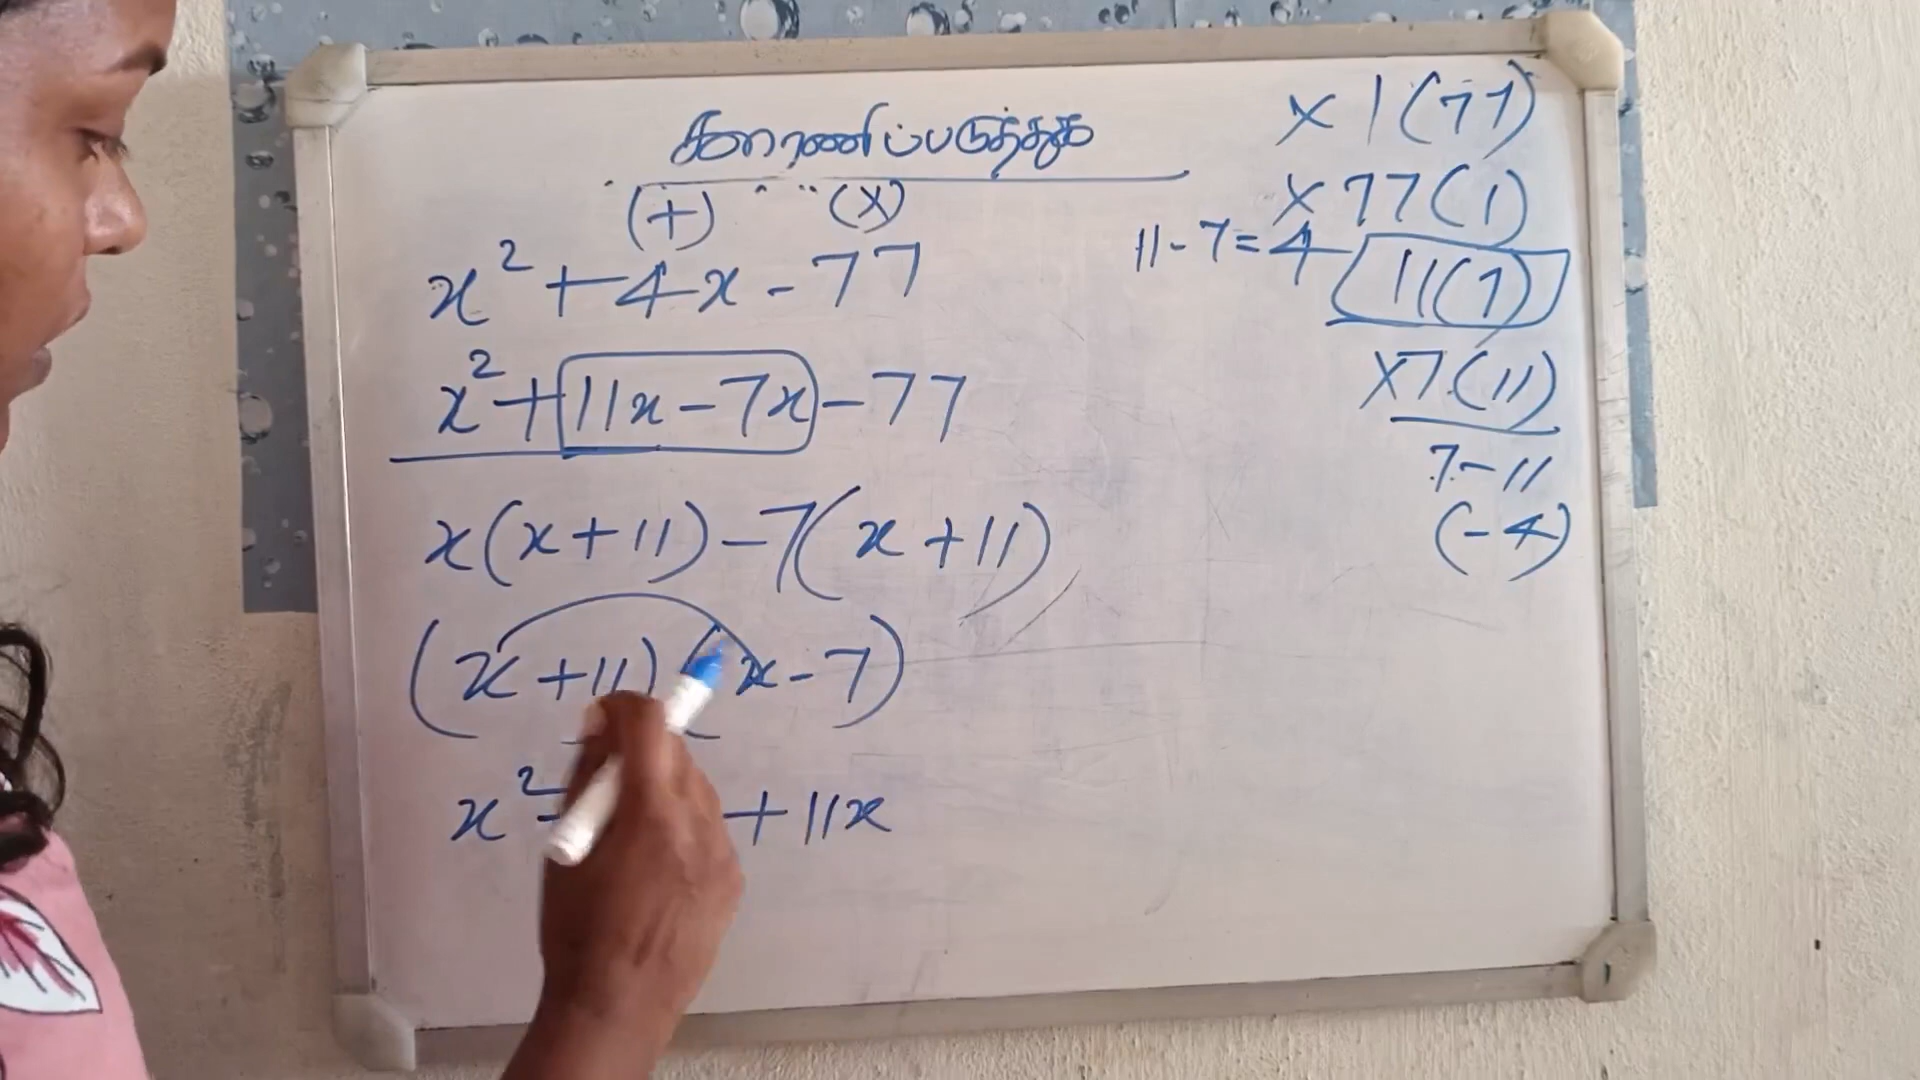 காரணிப்படுத்துக
(+) (x)
x² + 4x - 77
x² + 11x - 7x - 77
x(x + 11) - 7(x + 11)
(x + 11) (x - 7)
x² - + 11x
x 1 (77)
x 77 (1)
11 - 7 = 4 11 (7)
x 7 (11)
7 - 11
(- 4)